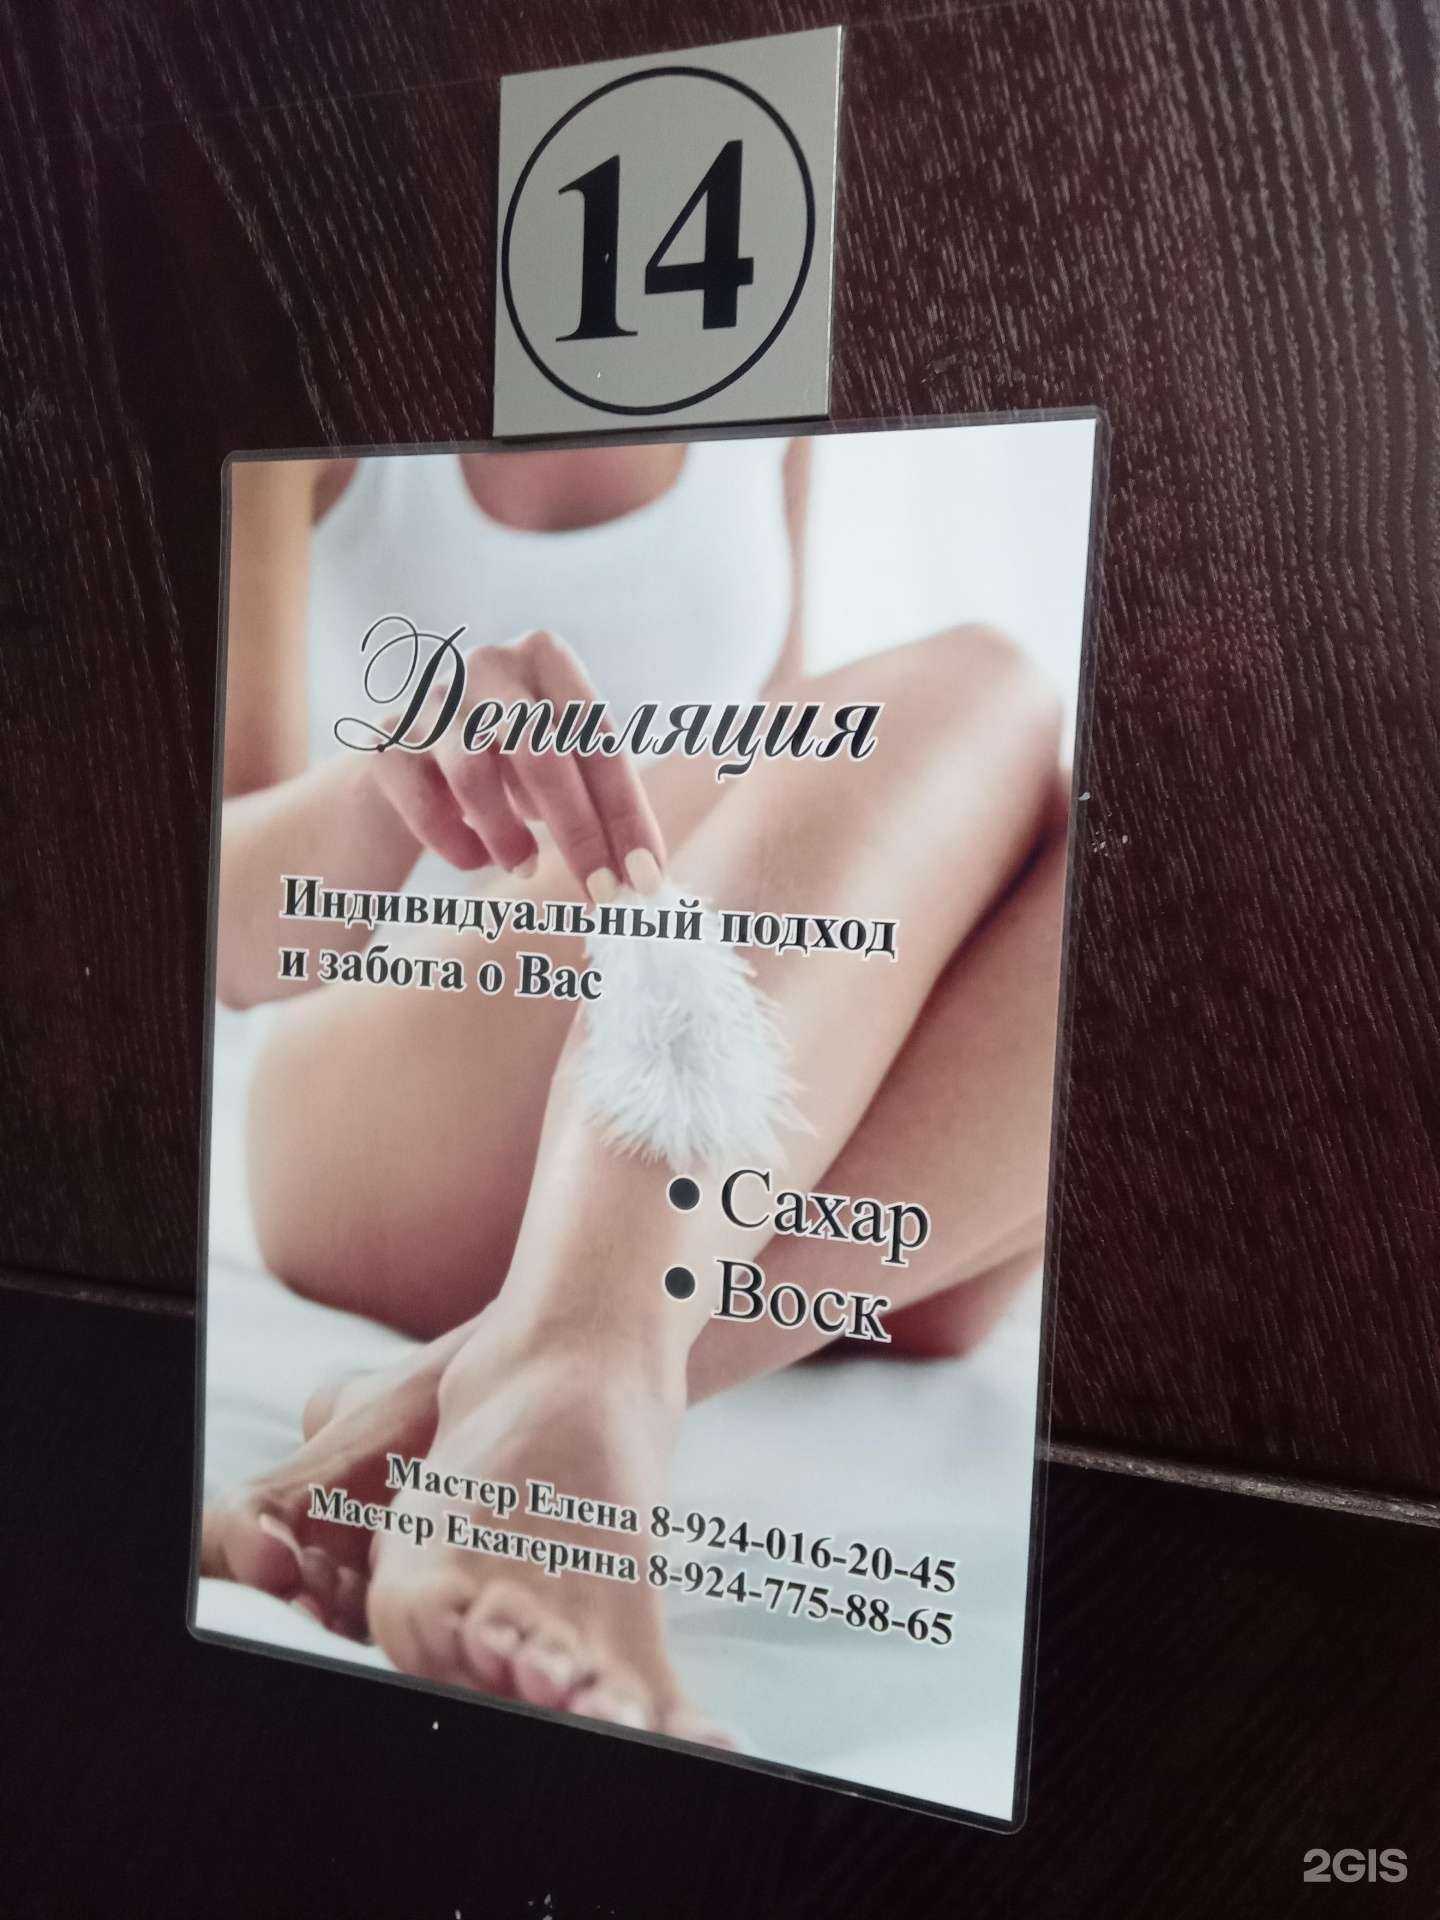 14
Депиляция
Индивидуальный подход
и забота о Вас
• Сахар
• Воск
Мастер Елена 8-924-016-20-45
Мастер Екатерина 8-924-775-88-65
2GIS